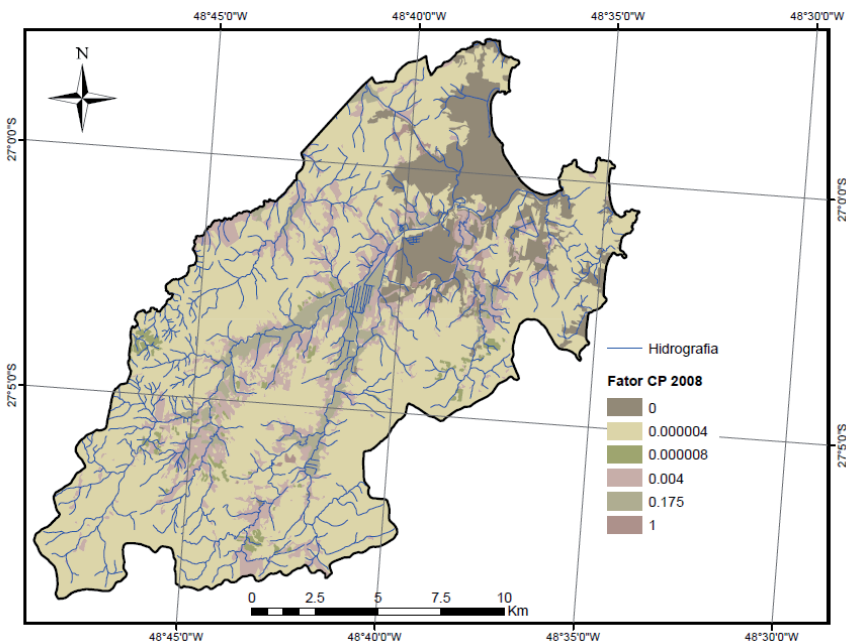 48°45'0"W
48°40'0"W
48°35'0"W
48°30'0"W
N
27°0'0"S
27°0'0"S
Hidrografia
Fator CP 2008
0
0.000004
0.000008
0.004
0.175
1
27°5'0"S
27°5'0"S
0 2.5 5 7.5 10
Km
48°45'0"W
48°40'0"W
48°35'0"W
48°30'0"W